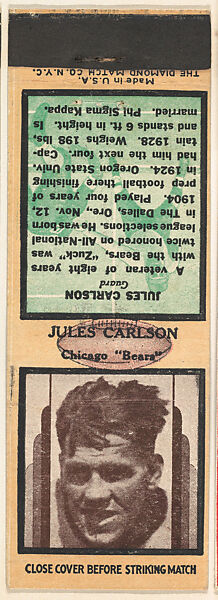 JULES CARLSON
Chicago "Bears"
CLOSE COVER BEFORE STRIKING MATCH
JULES CARLSON
Guard
A veteran of eight years
with the Bears, "Zuck" was
twice honored on All-National
league selections. He was born
in The Dalles, Ore. Nov. 12,
1904. Played four years of
prep football there finishing
in 1924. Oregon State Univ.
had him the next four. Cap-
tain 1928. Weighs 198 lbs,
and stands 6 ft. in height. Is
married. Phi Sigma Kappa.
Made in U.S.A.
THE DIAMOND MATCH CO. N.Y.C.